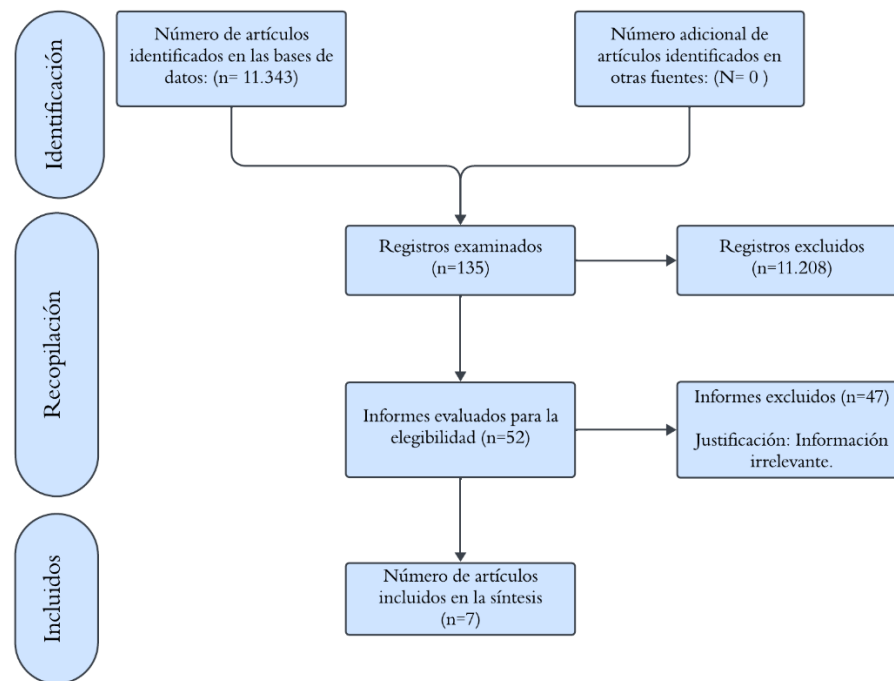 Identificación
Número de artículos
identificados en las bases de
datos: (n= 11.343)
Número adicional de
artículos identificados en
otras fuentes: (N= 0 )
Recopilación
Registros examinados
(n=135)
Registros excluidos
(n=11.208)
Informes evaluados para la
elegibilidad (n=52)
Informes excluidos (n=47)
Justificación: Información
irrelevante.
Incluidos
Número de artículos
incluidos en la síntesis
(n=7)